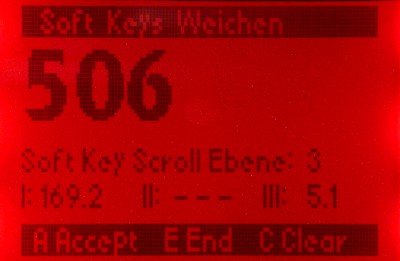 Soft Keys Weichen
506
Soft Key Scroll Ebene: 3
I: 169.2 II: - - - III: 5.1
A Accept E End C Clear